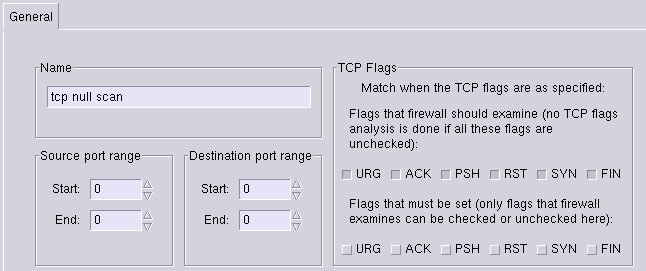 General
Name
tcp null scan
Source port range
Start: 0
End: 0
Destination port range
Start: 0
End: 0
TCP Flags
Match when the TCP flags are as specified:
Flags that firewall should examine (no TCP flags
analysis is done if all these flags are
unchecked):
URG ACK PSH RST SYN FIN
Flags that must be set (only flags that firewall
examines can be checked or unchecked here):
URG ACK PSH RST SYN FIN